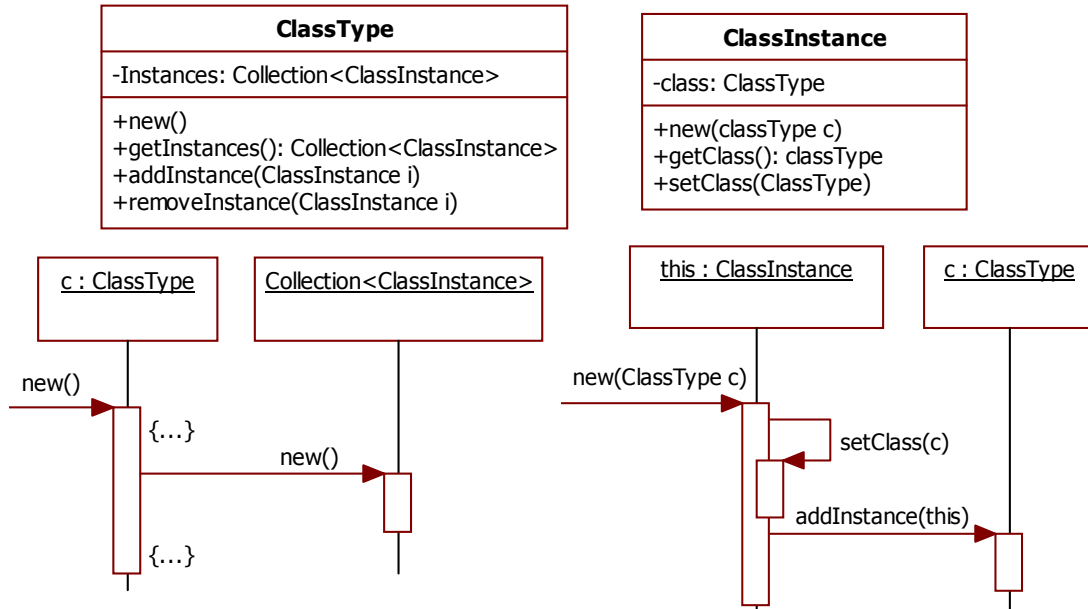 ClassType
-Instances: Collection<ClassInstance>
+new()
+getInstances(): Collection<ClassInstance>
+addInstance(ClassInstance i)
+removeInstance(ClassInstance i)
ClassInstance
-class: ClassType
+new(classType c)
+getClass(): classType
+setClass(ClassType)
c : ClassType
Collection<ClassInstance>
new()
{...}
new()
{...}
this : ClassInstance
c : ClassType
new(ClassType c)
setClass(c)
addInstance(this)